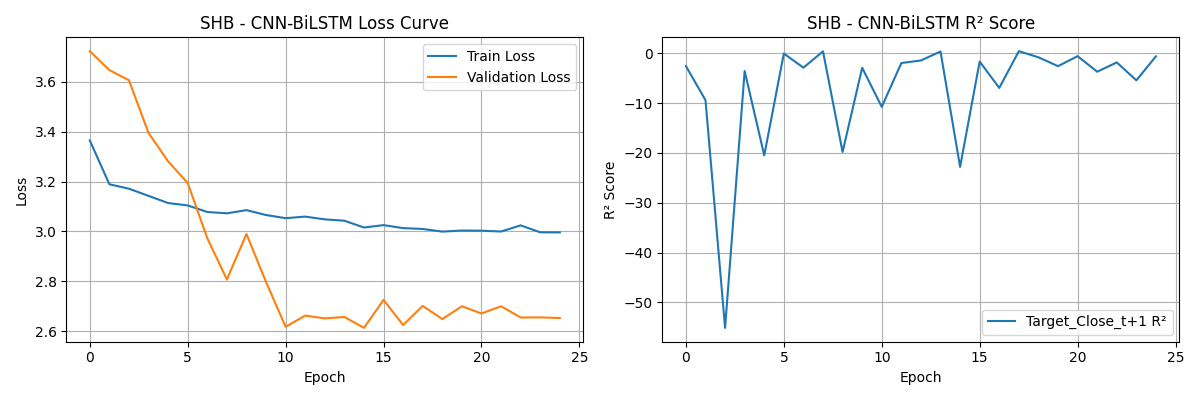 SHB - CNN-BiLSTM Loss Curve
Train Loss
Validation Loss
3.6
3.4
3.2
3.0
2.8
2.6
Loss
0
5
10
15
20
25
Epoch
SHB - CNN-BiLSTM R² Score
0
−10
−20
−30
−40
−50
R² Score
Target_Close_t+1 R²
0
5
10
15
20
25
Epoch